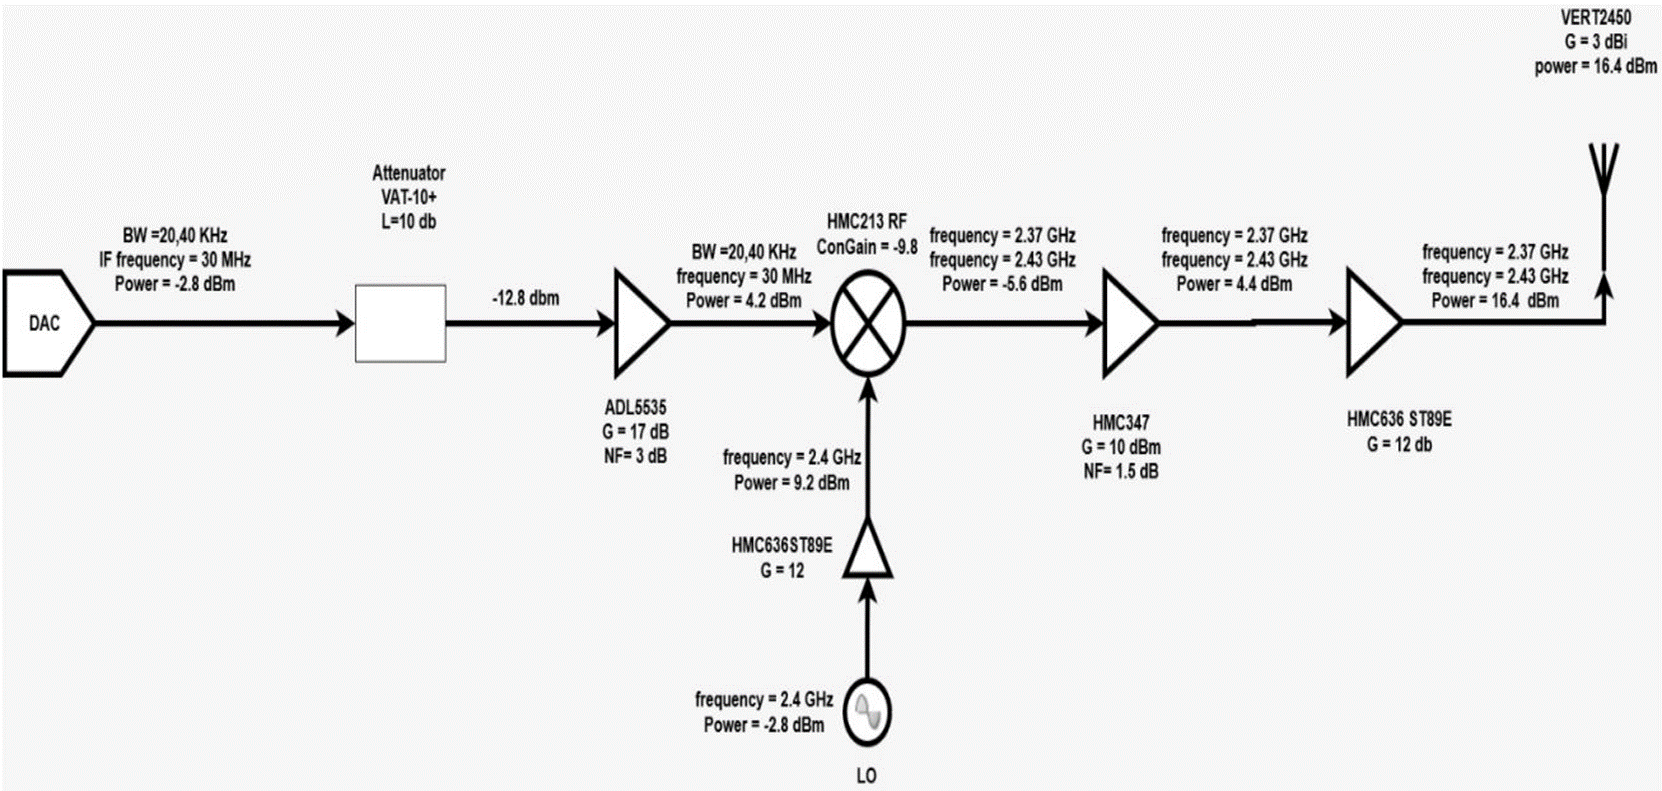 VERT2450
G = 3 dBi
power = 16.4 dBm
Attenuator
VAT-10+
L=10 db
BW =20,40 KHz
IF frequency = 30 MHz
Power = -2.8 dBm
DAC
-12.8 dbm
ADL5535
G = 17 dB
NF= 3 dB
BW =20,40 KHz
frequency = 30 MHz
Power = 4.2 dBm
HMC213 RF
ConGain = -9.8
frequency = 2.37 GHz
frequency = 2.43 GHz
Power = -5.6 dBm
HMC347
G = 10 dBm
NF= 1.5 dB
frequency = 2.37 GHz
frequency = 2.43 GHz
Power = 4.4 dBm
HMC636 ST89E
G = 12 db
frequency = 2.37 GHz
frequency = 2.43 GHz
Power = 16.4 dBm
frequency = 2.4 GHz
Power = 9.2 dBm
HMC636ST89E
G = 12
frequency = 2.4 GHz
Power = -2.8 dBm
LO